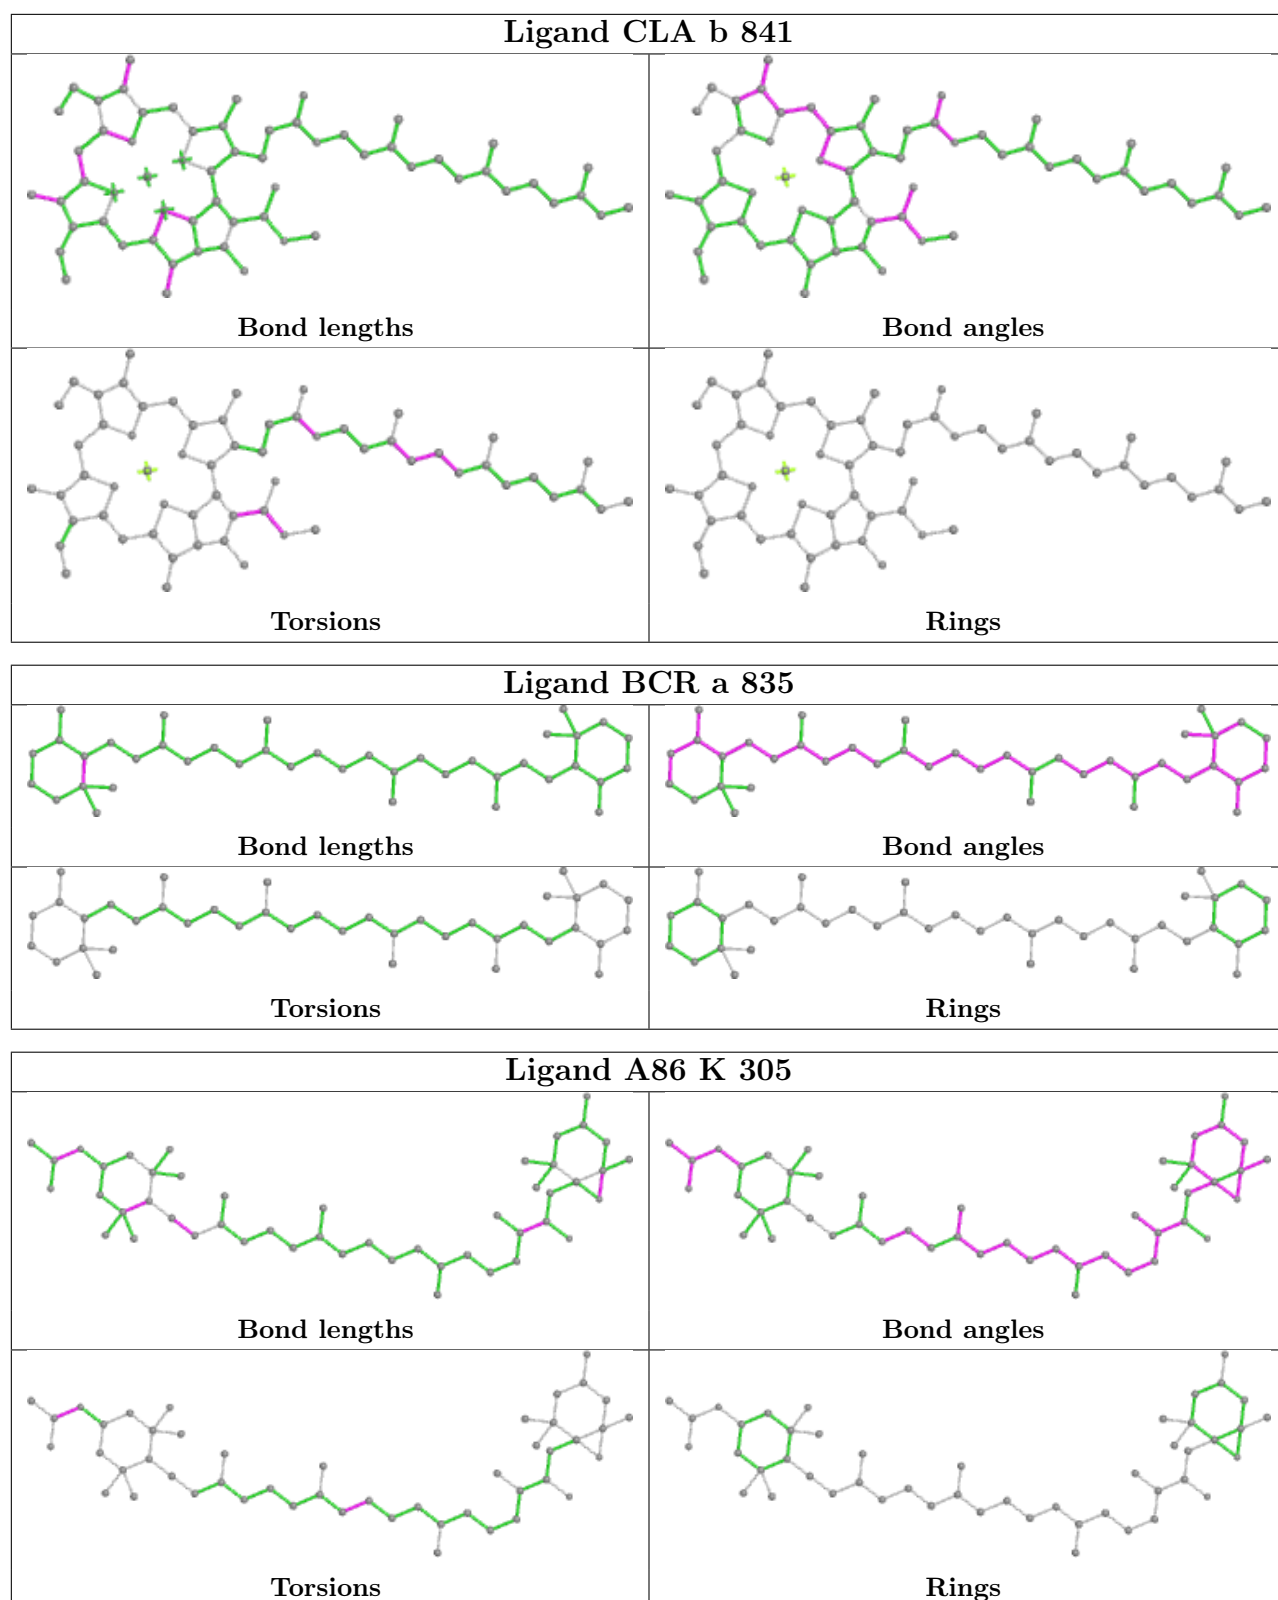 Ligand CLA b 841
Bond lengths
Bond angles
Torsions
Rings
Ligand BCR a 835
Bond lengths
Bond angles
Torsions
Rings
Ligand A86 K 305
Bond lengths
Bond angles
Torsions
Rings